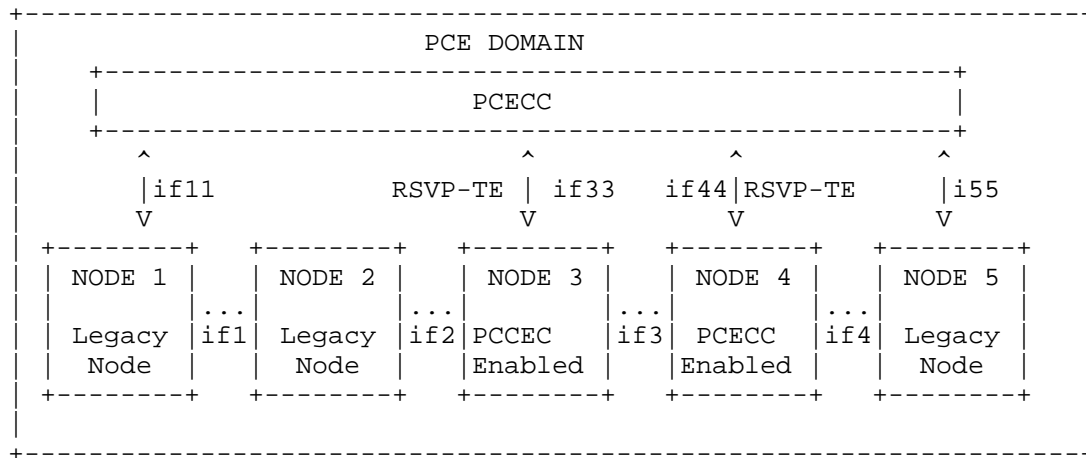 PCE DOMAIN
PCECC
if11 RSVP-TE if33 if44 RSVP-TE i55
V V V V
NODE 1 NODE 2 NODE 3 NODE 4 NODE 5
... ... ... ...
Legacy if1 Legacy if2 PCCEC if3 PCECC if4 Legacy
Node Node Enabled Enabled Node